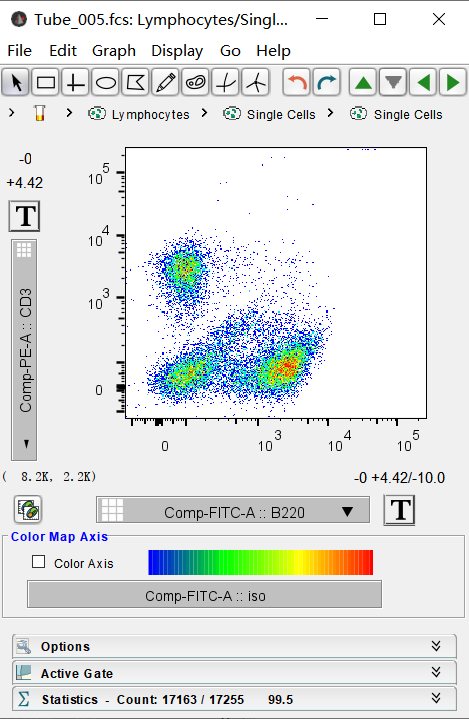 Tube_005.fcs: Lymphocytes/Singl...
File Edit Graph Display Go Help
Lymphocytes Single Cells Single Cells
-0
+4.42
T
Comp-PE-A :: CD3
10^5
10^4
10^3
0
0 10^3 10^4 10^5
( 8.2K, 2.2K)
-0 +4.42/-10.0
Comp-FITC-A :: B220
T
Color Map Axis
Color Axis
Comp-FITC-A :: iso
Options
Active Gate
Σ Statistics - Count: 17163 / 17255 99.5